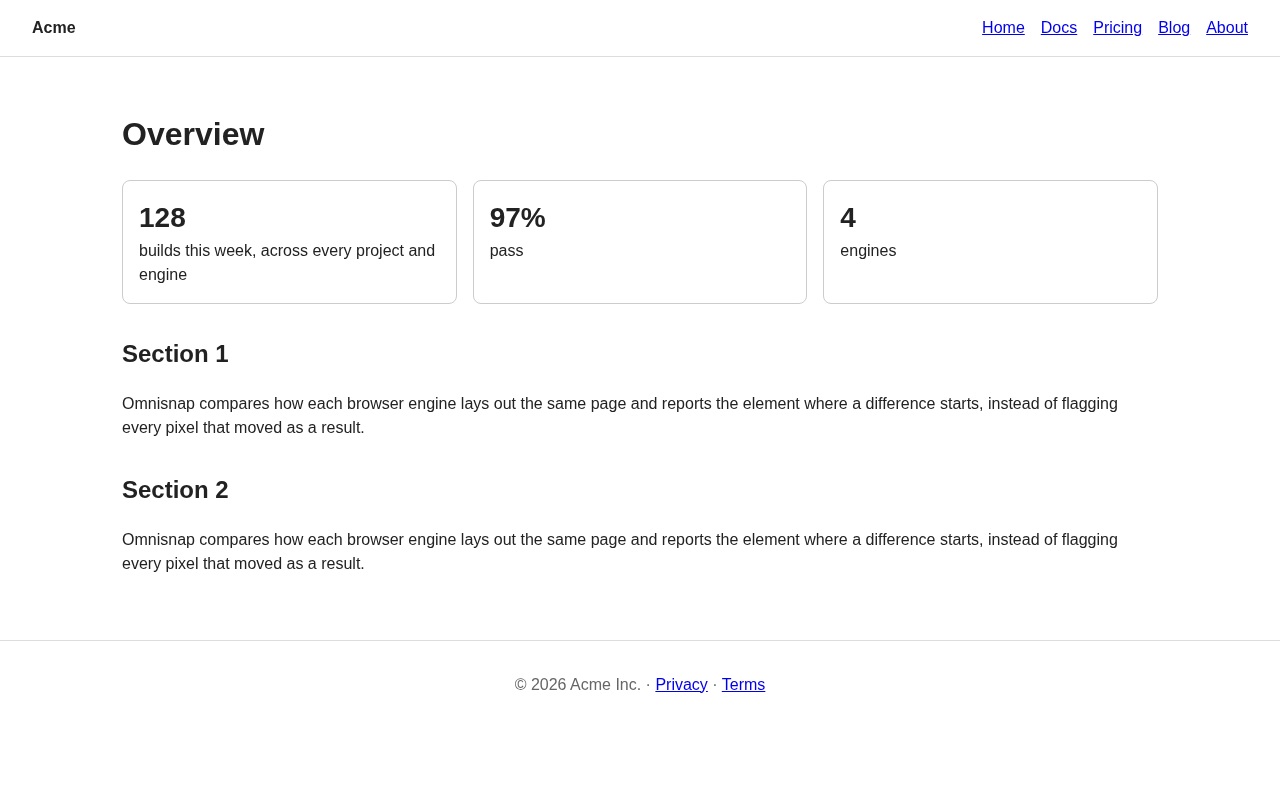 Acme
Home Docs Pricing Blog About
Overview
128
builds this week, across every project and
engine
97%
pass
4
engines
Section 1
Omnisnap compares how each browser engine lays out the same page and reports the element where a difference starts, instead of flagging
every pixel that moved as a result.
Section 2
Omnisnap compares how each browser engine lays out the same page and reports the element where a difference starts, instead of flagging
every pixel that moved as a result.
© 2026 Acme Inc. · Privacy · Terms